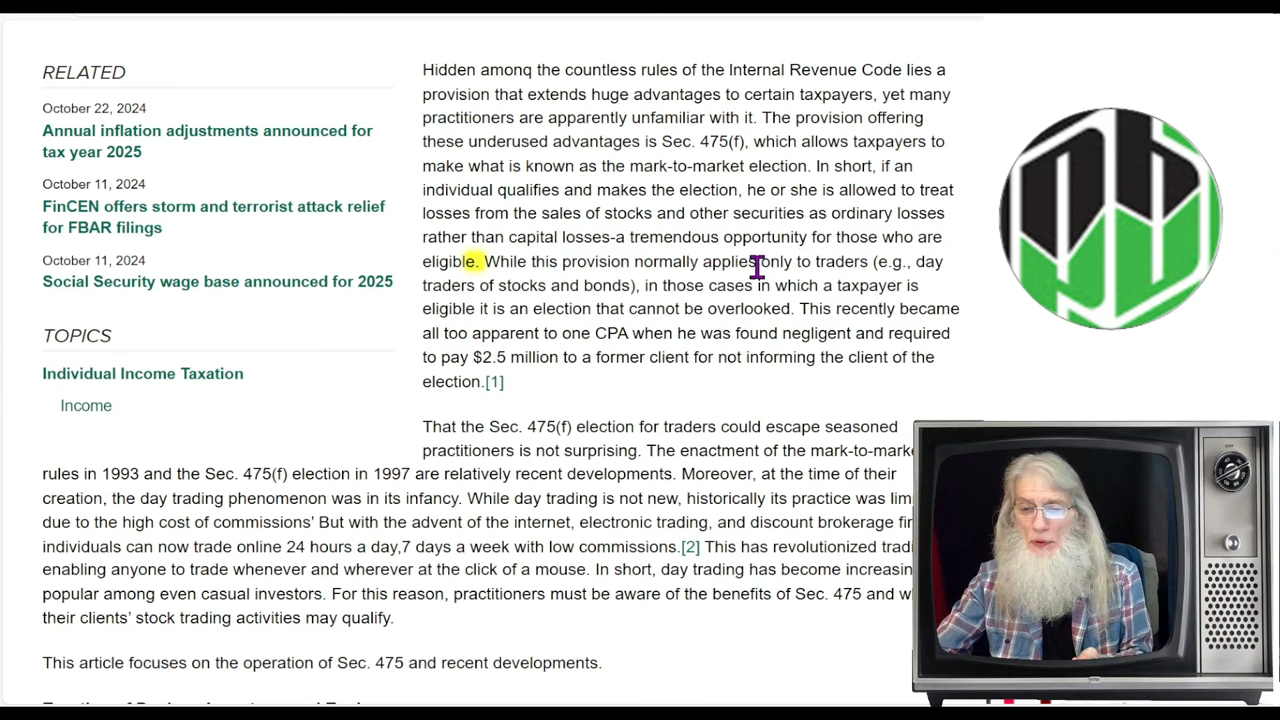 RELATED
October 22, 2024
Annual inflation adjustments announced for
tax year 2025
October 11, 2024
FinCEN offers storm and terrorist attack relief
for FBAR filings
October 11, 2024
Social Security wage base announced for 2025
TOPICS
Individual Income Taxation
Income
Hidden among the countless rules of the Internal Revenue Code lies a
provision that extends huge advantages to certain taxpayers, yet many
practitioners are apparently unfamiliar with it. The provision offering
these underused advantages is Sec. 475(f), which allows taxpayers to
make what is known as the mark-to-market election. In short, if an
individual qualifies and makes the election, he or she is allowed to treat
losses from the sales of stocks and other securities as ordinary losses
rather than capital losses-a tremendous opportunity for those who are
eligible. While this provision normally applies only to traders (e.g., day
traders of stocks and bonds), in those cases in which a taxpayer is
eligible it is an election that cannot be overlooked. This recently became
all too apparent to one CPA when he was found negligent and required
to pay $2.5 million to a former client for not informing the client of the
election.[1]
That the Sec. 475(f) election for traders could escape seasoned
practitioners is not surprising. The enactment of the mark-to-marke
rules in 1993 and the Sec. 475(f) election in 1997 are relatively recent developments. Moreover, at the time of their
creation, the day trading phenomenon was in its infancy. While day trading is not new, historically its practice was lim
due to the high cost of commissions’ But with the advent of the internet, electronic trading, and discount brokerage fir
individuals can now trade online 24 hours a day,7 days a week with low commissions.[2] This has revolutionized tradi
enabling anyone to trade whenever and wherever at the click of a mouse. In short, day trading has become increasin
popular among even casual investors. For this reason, practitioners must be aware of the benefits of Sec. 475 and w
their clients’ stock trading activities may qualify.
This article focuses on the operation of Sec. 475 and recent developments.